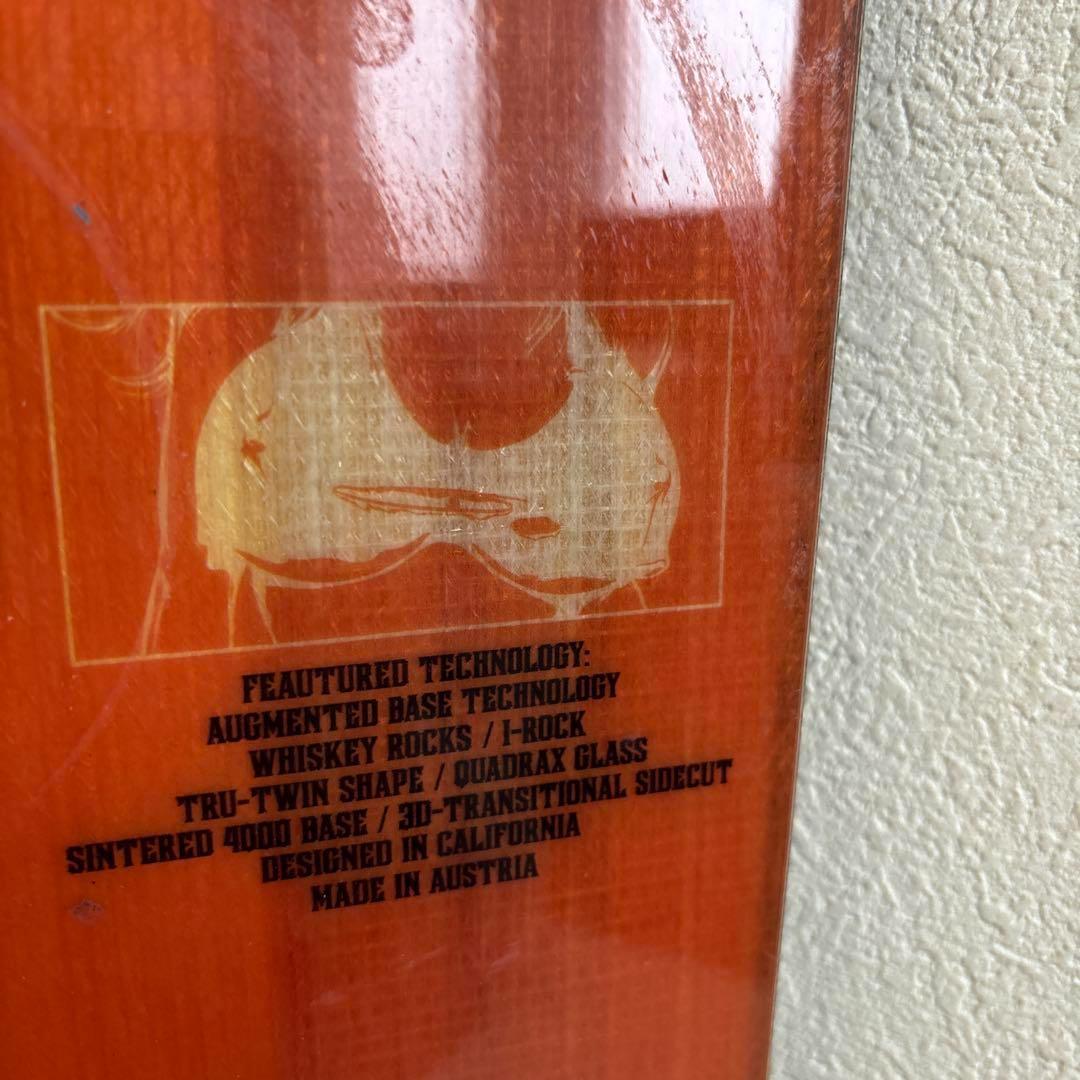 FEAUTURED TECHNOLOGY:
AUGMENTED BASE TECHNOLOGY
WHISKEY ROCKS / I-ROCK
TRU-TWIN SHAPE / QUADRAX GLASS
SINTERED 4000 BASE / 3D-TRANSITIONAL SIDECUT
DESIGNED IN CALIFORNIA
MADE IN AUSTRIA